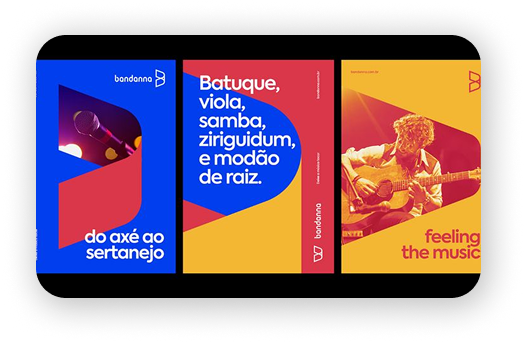 bandanna
do axé ao
sertanejo
Batuque,
viola,
samba,
ziriguidum,
e modão
de raiz.
bandanna
feeling
the music